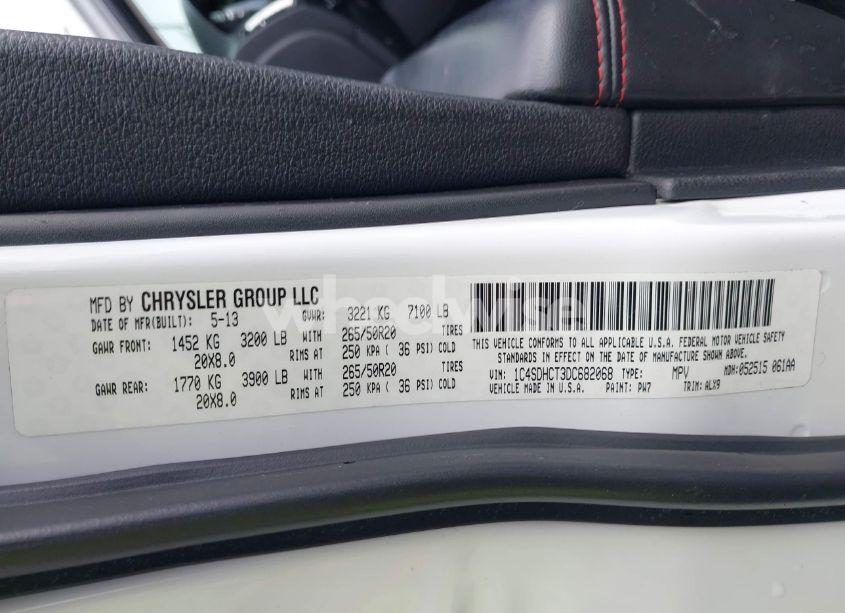 MFD BY CHRYSLER GROUP LLC
DATE OF MFR(BUILT): 5-13 GVWR: 3221 KG 7100 LB
GAWR FRONT: 1452 KG 3200 LB WITH 265/50R20 TIRES
20X8.0 RIMS AT 250 KPA ( 36 PSI) COLD
GAWR REAR: 1770 KG 3900 LB WITH 265/50R20 TIRES
20X8.0 RIMS AT 250 KPA ( 36 PSI) COLD
THIS VEHICLE CONFORMS TO ALL APPLICABLE U.S.A. FEDERAL MOTOR VEHICLE SAFETY
STANDARDS IN EFFECT ON THE DATE OF MANUFACTURE SHOWN ABOVE.
VIN: 1C4SDHCT3DC682068 TYPE: MPV MDH:052515 061AA
VEHICLE MADE IN U.S.A. PAINT: PW7 TRIM: ALX9
wheelwise